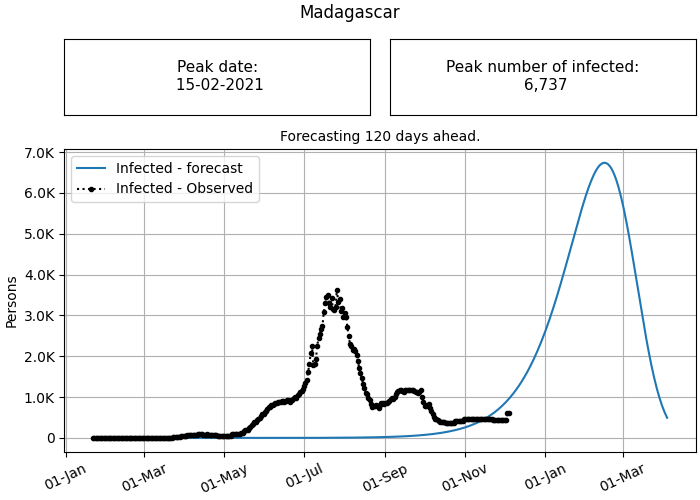 Madagascar
Peak date:
15-02-2021
Peak number of infected:
6,737
Forecasting 120 days ahead.
7.0K
6.0K
5.0K
4.0K
3.0K
2.0K
1.0K
0
Persons
Infected - forecast
Infected - Observed
01-Jan
01-Mar
01-May
01-Jul
01-Sep
01-Nov
01-Jan
01-Mar